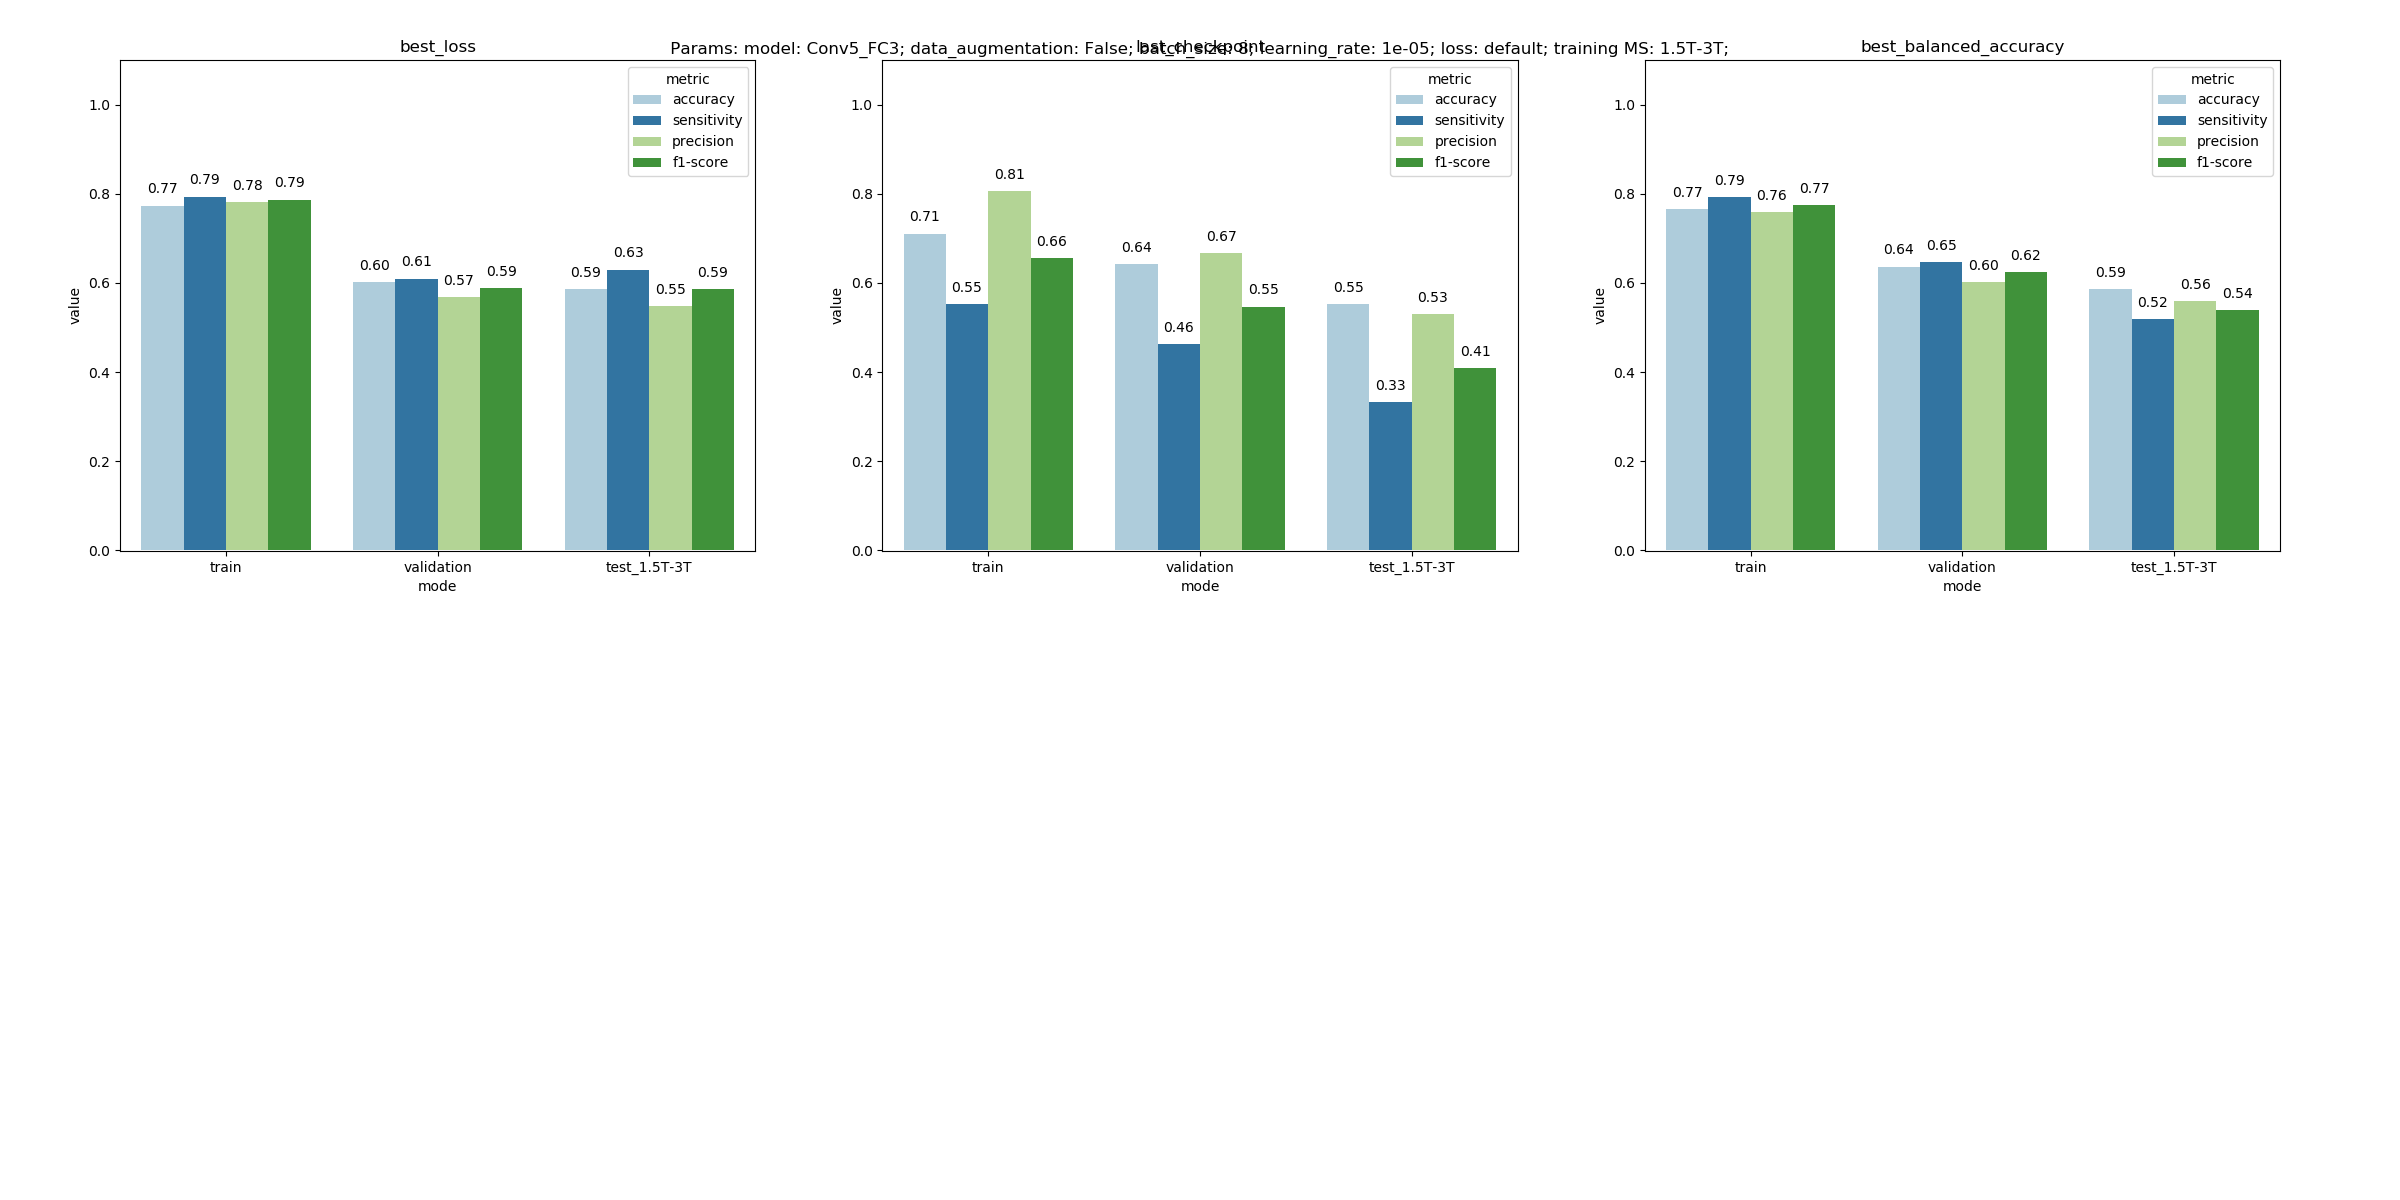 Params: model: Conv5_FC3; data_augmentation: False; batch_size: 8; learning_rate: 1e-05; loss: default; training MS: 1.5T-3T;
best_loss
metric
accuracy
sensitivity
precision
f1-score
1.0
0.8
0.6
0.4
0.2
0.0
value
0.77 0.79 0.78 0.79
0.60 0.61 0.57 0.59
0.59 0.63 0.55 0.59
train validation test_1.5T-3T
mode
last_checkpoint
metric
accuracy
sensitivity
precision
f1-score
1.0
0.8
0.6
0.4
0.2
0.0
value
0.71 0.55 0.81 0.66
0.64 0.46 0.67 0.55
0.55 0.33 0.53 0.41
train validation test_1.5T-3T
mode
best_balanced_accuracy
metric
accuracy
sensitivity
precision
f1-score
1.0
0.8
0.6
0.4
0.2
0.0
value
0.77 0.79 0.76 0.77
0.64 0.65 0.60 0.62
0.59 0.52 0.56 0.54
train validation test_1.5T-3T
mode